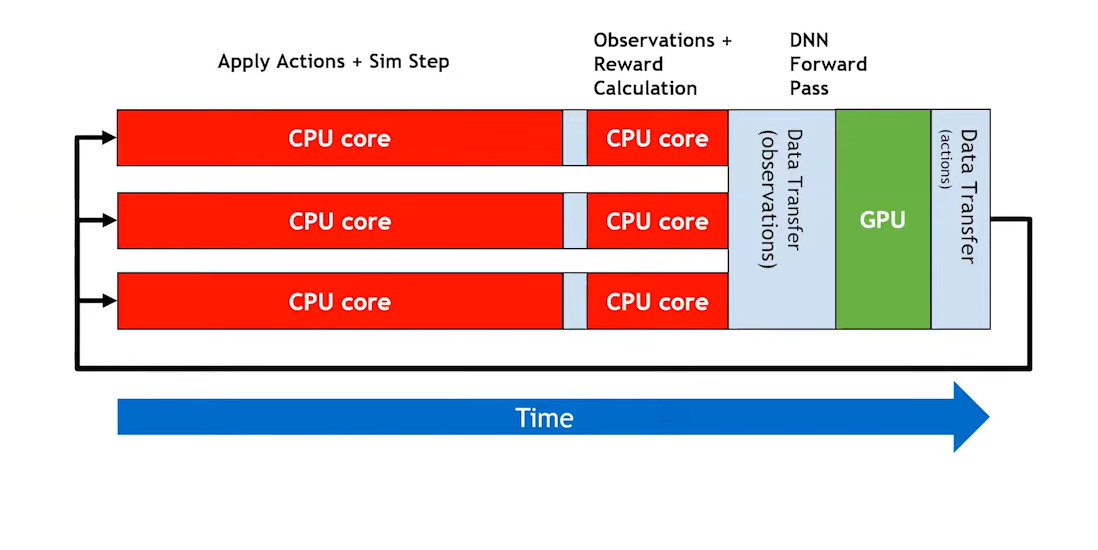 Apply Actions + Sim Step
Observations +
Reward
Calculation
DNN
Forward
Pass
CPU core
CPU core
CPU core
CPU core
CPU core
CPU core
Data Transfer
(observations)
GPU
Data Transfer
(actions)
Time